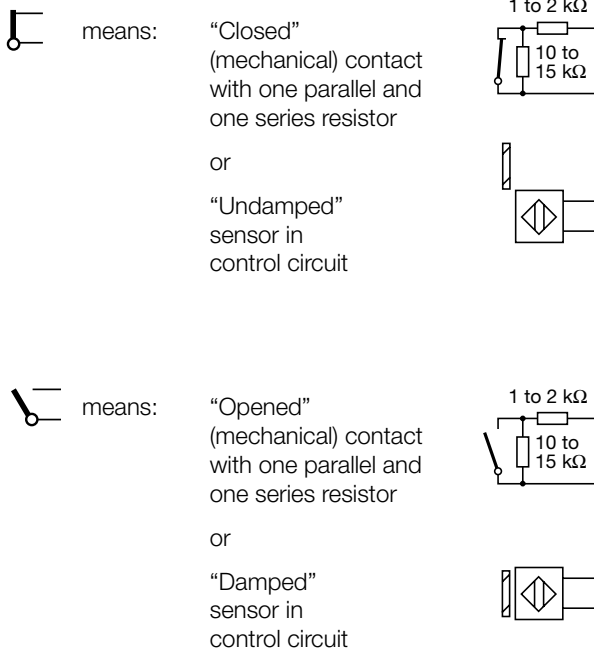 means:
“Closed”
(mechanical) contact
with one parallel and
one series resistor
or
“Undamped”
sensor in
control circuit
1 to 2 kΩ
10 to
15 kΩ
means:
“Opened”
(mechanical) contact
with one parallel and
one series resistor
or
“Damped”
sensor in
control circuit
1 to 2 kΩ
10 to
15 kΩ